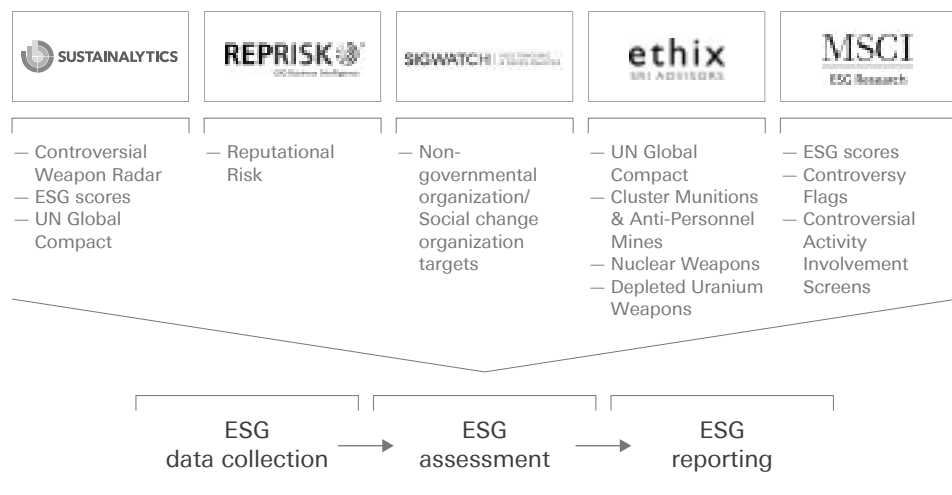 SUSTAINALYTICS
REPRISK
SIGWATCH
ethix
SRI ADVISORS
MSCI
ESG Research
— Controversial
Weapon Radar
— ESG scores
— UN Global
Compact
— Reputational
Risk
— Non-
governmental
organization/
Social change
organization
targets
— UN Global
Compact
— Cluster Munitions
& Anti-Personnel
Mines
— Nuclear Weapons
— Depleted Uranium
Weapons
— ESG scores
— Controversy
Flags
— Controversial
Activity
Involvement
Screens
ESG
data collection
ESG
assessment
ESG
reporting